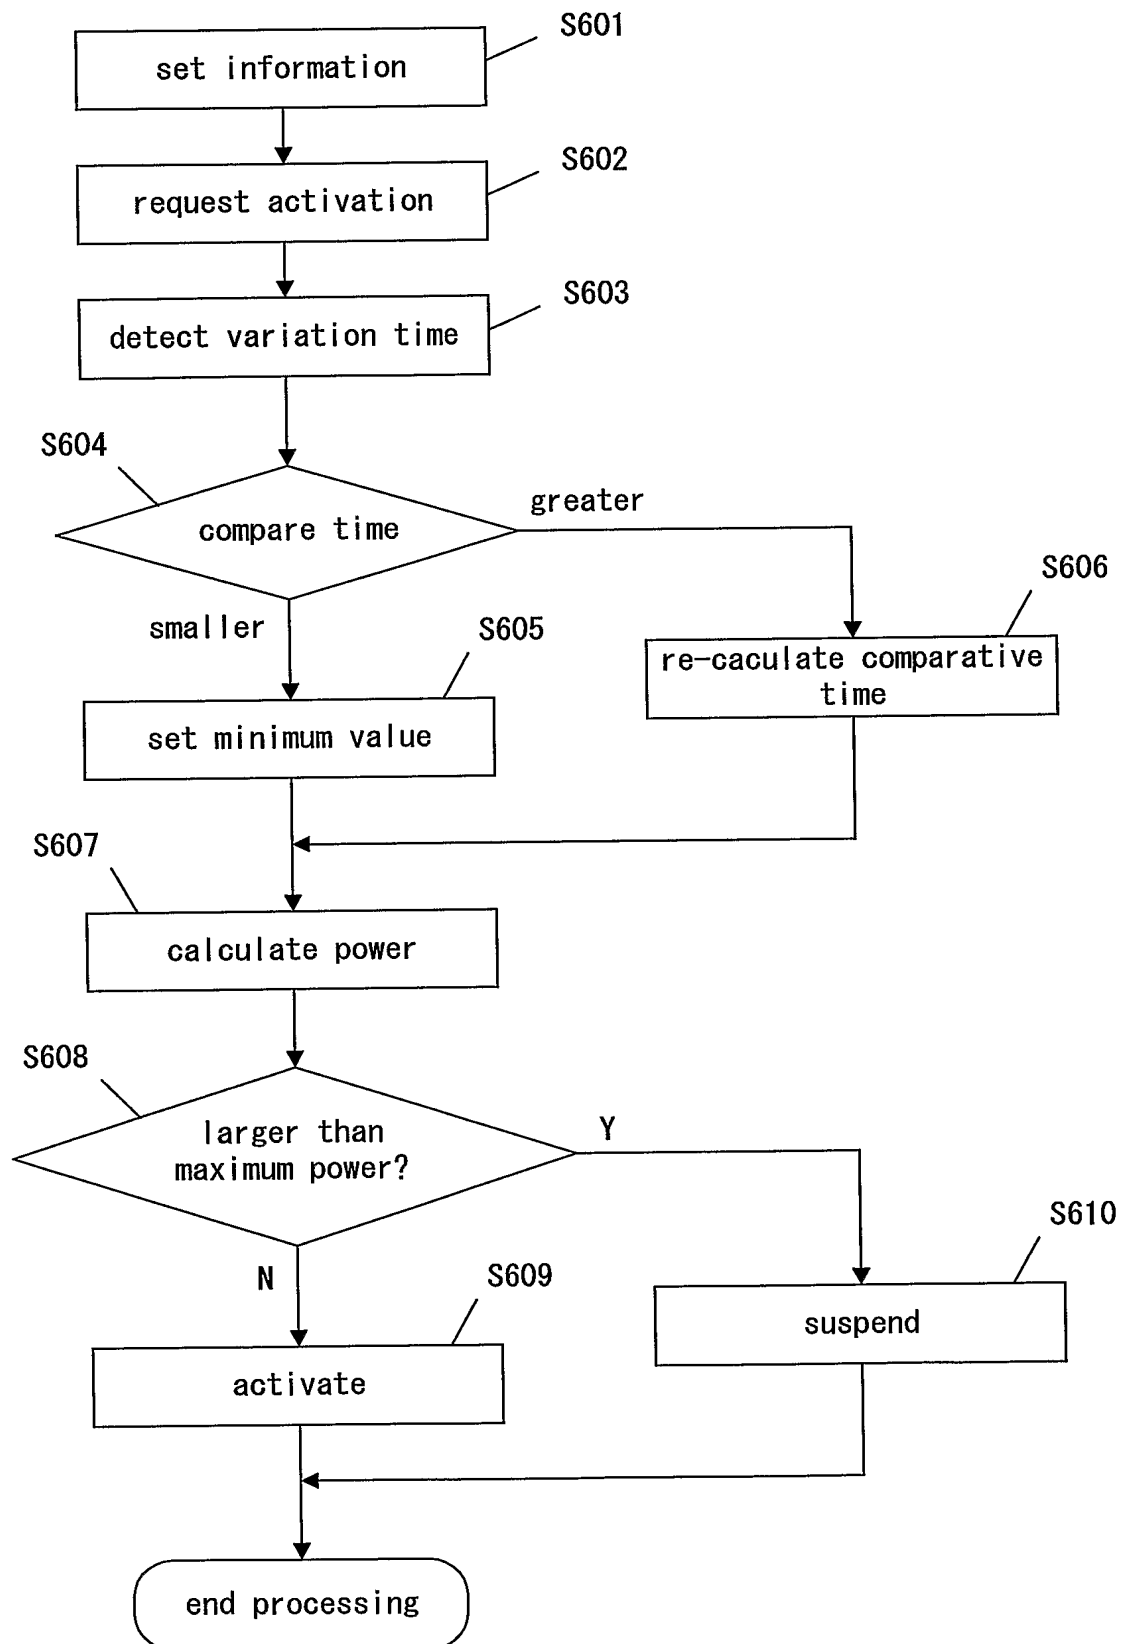 S601
set information
S602
request activation
S603
detect variation time
S604
compare time
greater
smaller
S605
S606
re-caculate comparative
time
set minimum value
S607
calculate power
S608
larger than
maximum power?
Y
N
S609
S610
suspend
activate
end processing